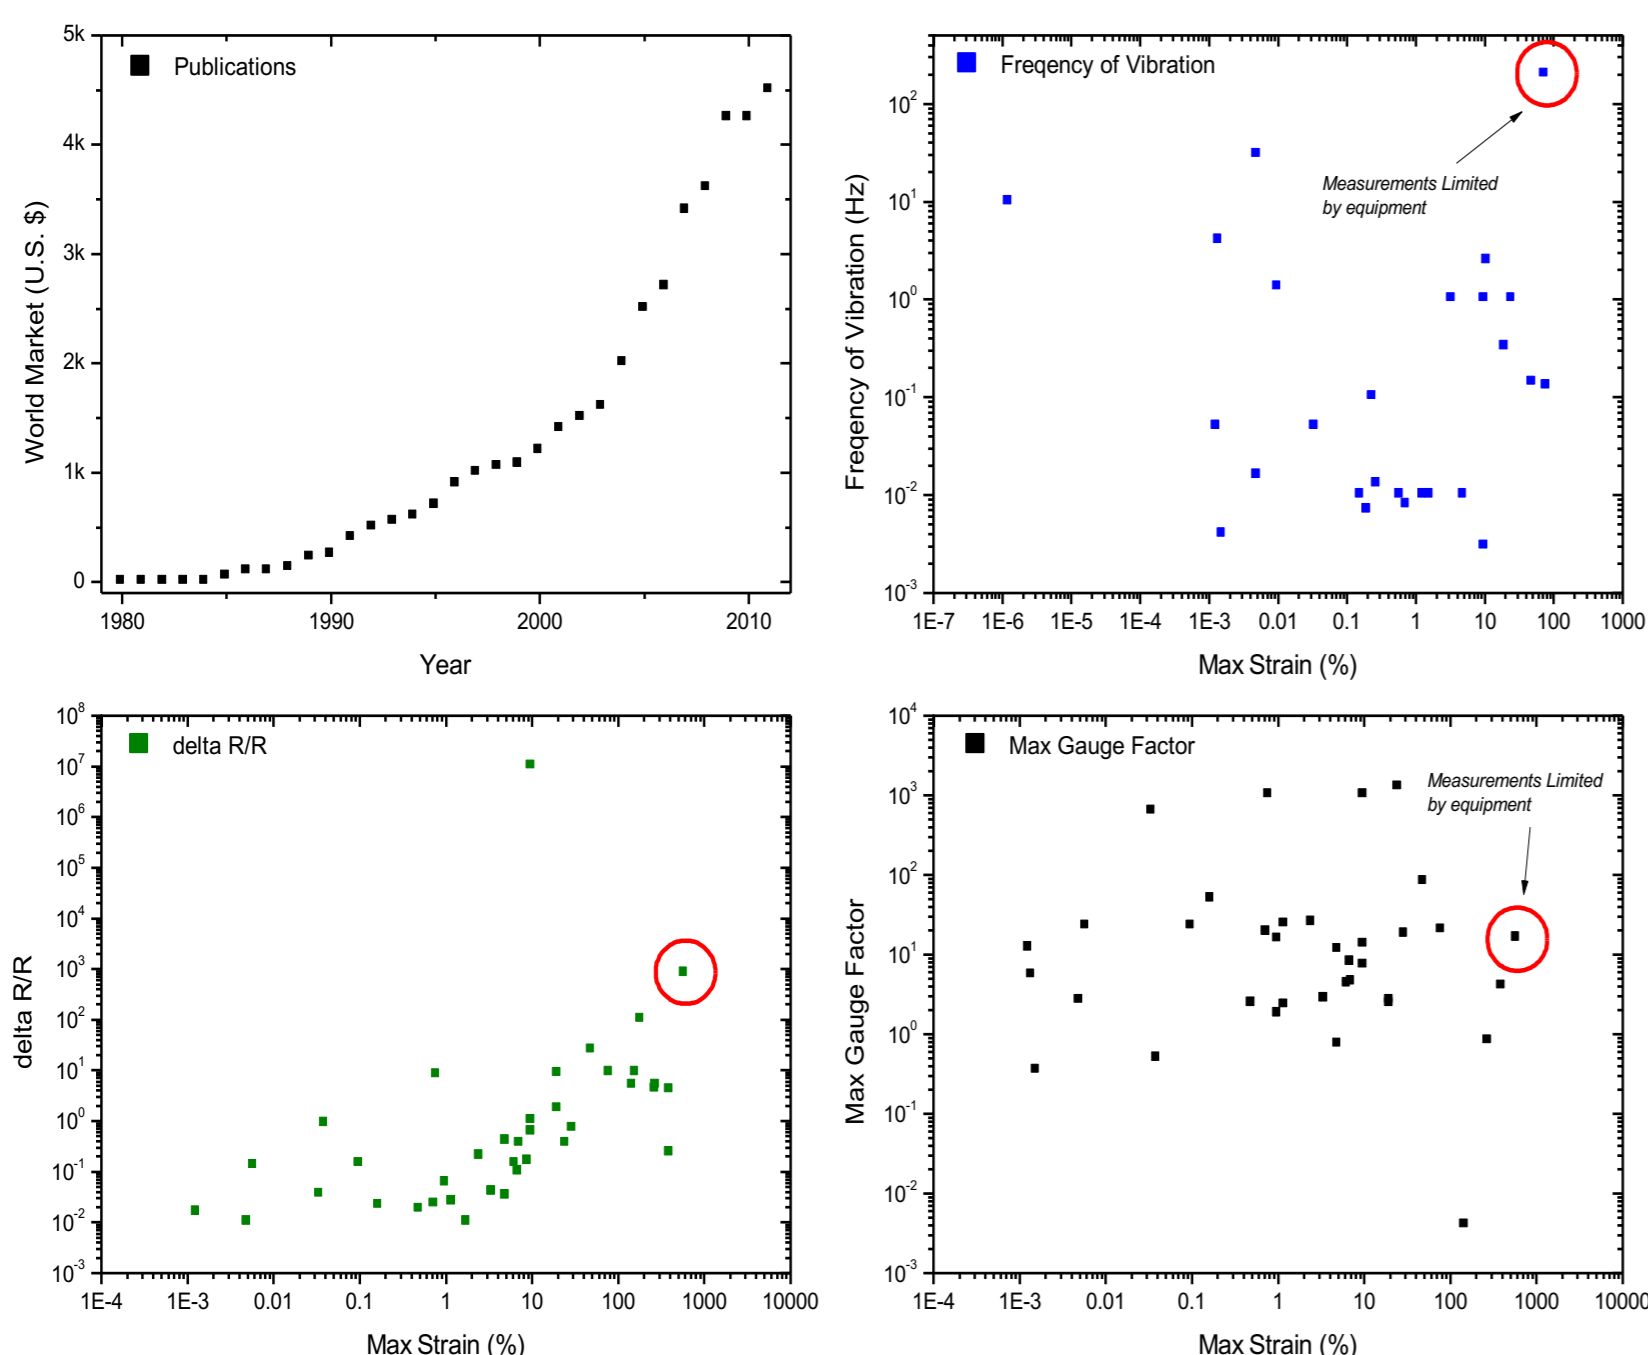 Publications
5k
4k
3k
2k
1k
0
World Market (U.S. $)
1980 1990 2000 2010
Year
Freqency of Vibration
Measurements Limited
by equipment
10^2
10^1
10^0
10^-1
10^-2
10^-3
Freqency of Vibration (Hz)
1E-7 1E-6 1E-5 1E-4 1E-3 0.01 0.1 1 10 100 1000
Max Strain (%)
delta R/R
10^8
10^7
10^6
10^5
10^4
10^3
10^2
10^1
10^0
10^-1
10^-2
10^-3
delta R/R
1E-4 1E-3 0.01 0.1 1 10 100 1000 10000
Max Strain (%)
Max Gauge Factor
Measurements Limited
by equipment
10^4
10^3
10^2
10^1
10^0
10^-1
10^-2
10^-3
Max Gauge Factor
1E-4 1E-3 0.01 0.1 1 10 100 1000 10000
Max Strain (%)